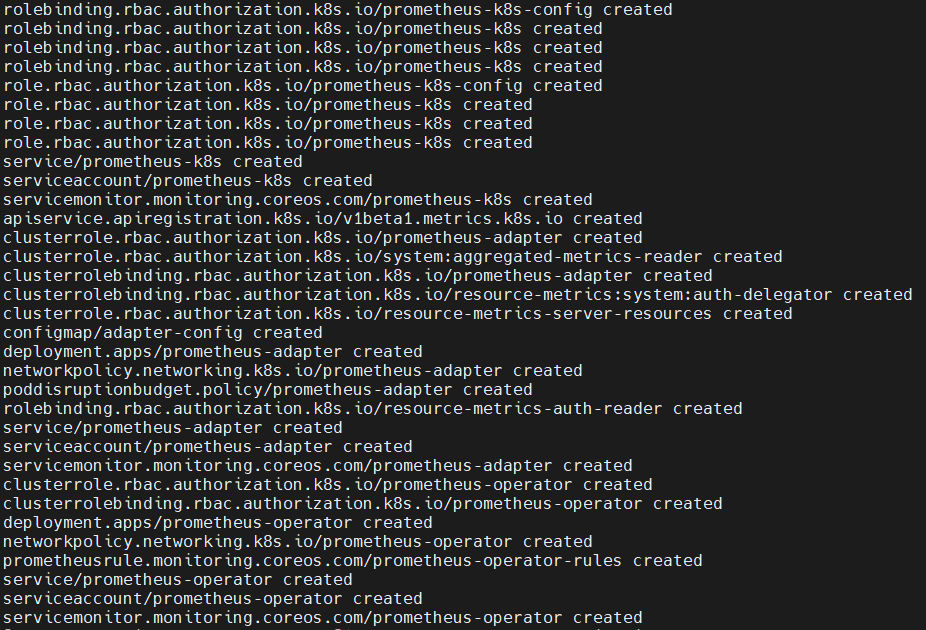 rolebinding.rbac.authorization.k8s.io/prometheus-k8s-config created
rolebinding.rbac.authorization.k8s.io/prometheus-k8s created
rolebinding.rbac.authorization.k8s.io/prometheus-k8s created
rolebinding.rbac.authorization.k8s.io/prometheus-k8s created
role.rbac.authorization.k8s.io/prometheus-k8s-config created
role.rbac.authorization.k8s.io/prometheus-k8s created
role.rbac.authorization.k8s.io/prometheus-k8s created
role.rbac.authorization.k8s.io/prometheus-k8s created
service/prometheus-k8s created
serviceaccount/prometheus-k8s created
servicemonitor.monitoring.coreos.com/prometheus-k8s created
apiservice.apiregistration.k8s.io/v1beta1.metrics.k8s.io created
clusterrole.rbac.authorization.k8s.io/prometheus-adapter created
clusterrole.rbac.authorization.k8s.io/system:aggregated-metrics-reader created
clusterrolebinding.rbac.authorization.k8s.io/prometheus-adapter created
clusterrolebinding.rbac.authorization.k8s.io/resource-metrics:system:auth-delegator created
clusterrole.rbac.authorization.k8s.io/resource-metrics-server-resources created
configmap/adapter-config created
deployment.apps/prometheus-adapter created
networkpolicy.networking.k8s.io/prometheus-adapter created
poddisruptionbudget.policy/prometheus-adapter created
rolebinding.rbac.authorization.k8s.io/resource-metrics-auth-reader created
service/prometheus-adapter created
serviceaccount/prometheus-adapter created
servicemonitor.monitoring.coreos.com/prometheus-adapter created
clusterrole.rbac.authorization.k8s.io/prometheus-operator created
clusterrolebinding.rbac.authorization.k8s.io/prometheus-operator created
deployment.apps/prometheus-operator created
networkpolicy.networking.k8s.io/prometheus-operator created
prometheusrule.monitoring.coreos.com/prometheus-operator-rules created
service/prometheus-operator created
serviceaccount/prometheus-operator created
servicemonitor.monitoring.coreos.com/prometheus-operator created